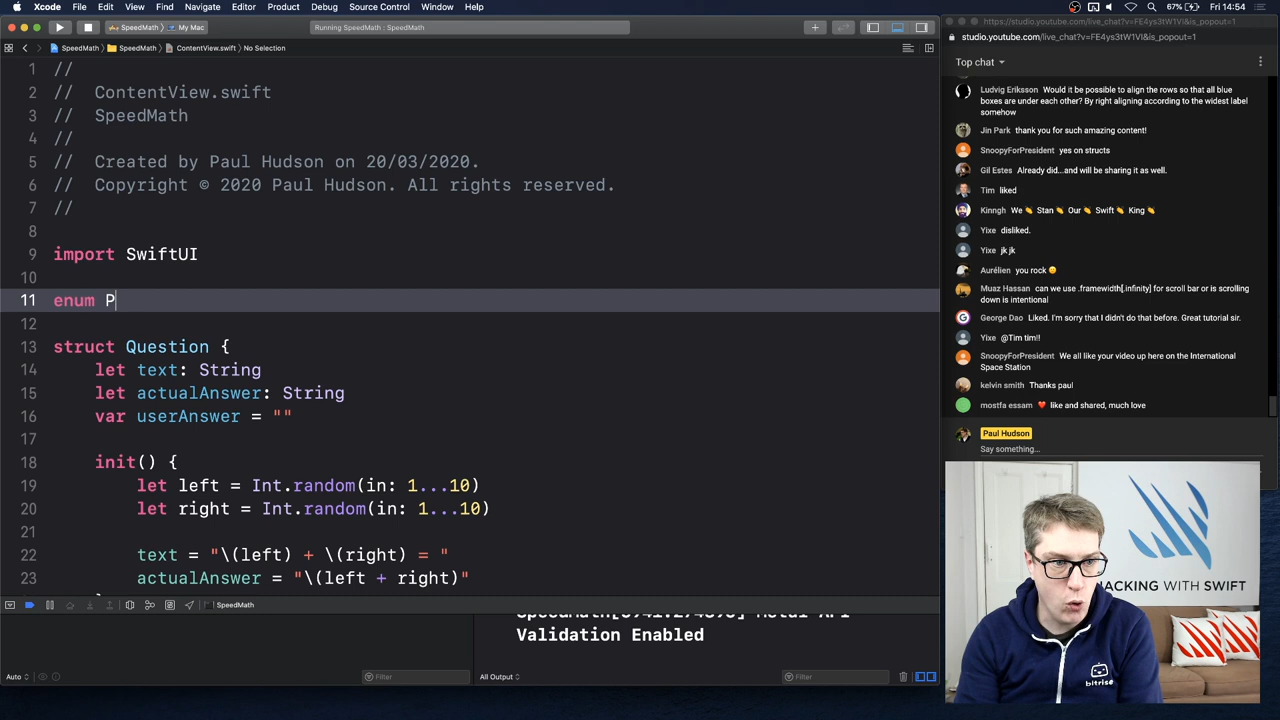 Xcode File Edit View Find Navigate Editor Product Debug Source Control Window Help
67% Fri 14:54
SpeedMath My Mac
Running SpeedMath : SpeedMath
SpeedMath SpeedMath ContentView.swift No Selection
1 //
2 // ContentView.swift
3 // SpeedMath
4 //
5 // Created by Paul Hudson on 20/03/2020.
6 // Copyright © 2020 Paul Hudson. All rights reserved.
7 //
8
9 import SwiftUI
10
11 enum P
12
13 struct Question {
14 let text: String
15 let actualAnswer: String
16 var userAnswer = ""
17
18 init() {
19 let left = Int.random(in: 1...10)
20 let right = Int.random(in: 1...10)
21
22 text = "\(left) + \(right) = "
23 actualAnswer = "\(left + right)"
SpeedMath
Validation Enabled
Auto
Filter
All Output
Filter
https://studio.youtube.com/live_chat?v=FE4ys3tW1VI&is_popout=1
studio.youtube.com/live_chat?v=FE4ys3tW1VI&is_popout=1
Top chat
Ludvig Eriksson Would it be possible to align the rows so that all blue
boxes are under each other? By right aligning according to the widest label
somehow
Jin Park thank you for such amazing content!
SnoopyForPresident yes on structs
Gil Estes Already did...and will be sharing it as well.
Tim liked
Kinngh We 👏 Stan 👏 Our 👏 Swift 👏 King 👏
Yixe disliked.
Yixe jk jk
Aurélien you rock 🙂
Muaz Hassan can we use .framewidth[.infinity] for scroll bar or is scrolling
down is intentional
George Dao Liked. I'm sorry that I didn't do that before. Great tutorial sir.
Yixe @Tim tim!!
SnoopyForPresident We all like your video up here on the International
Space Station
kelvin smith Thanks paul
mostfa essam ❤️ like and shared, much love
Paul Hudson
Say something...
HACKING WITH SWIFT
bitrise